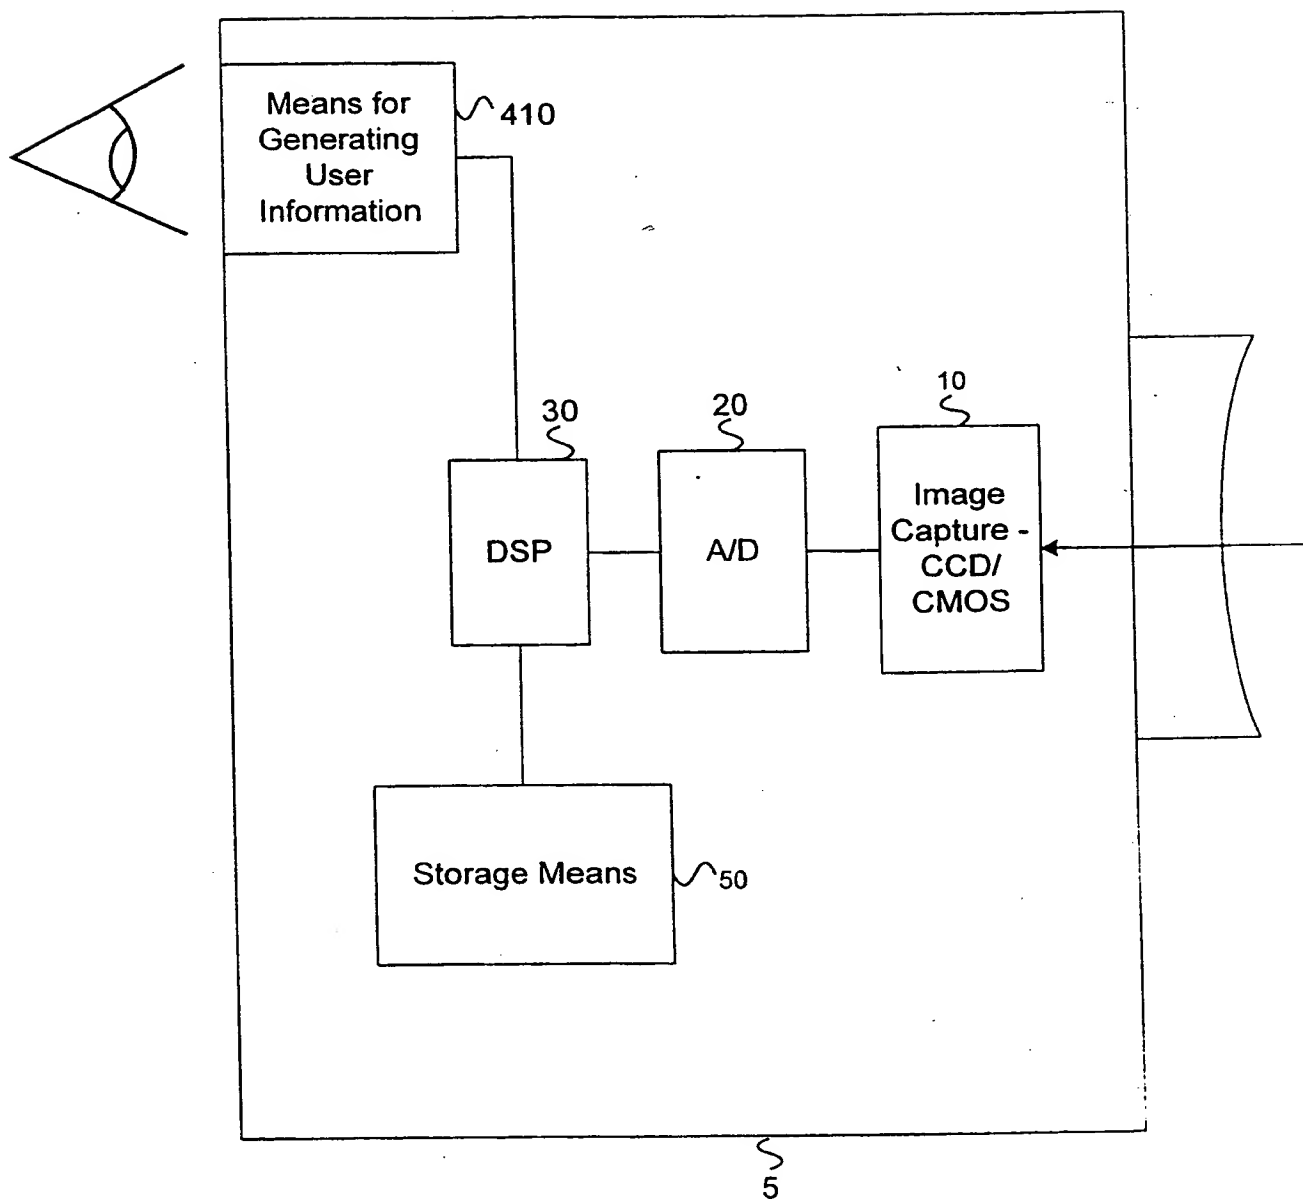 Means for
Generating
User
Information
410
30
20
10
DSP
A/D
Image
Capture -
CCD/
CMOS
Storage Means
50
5